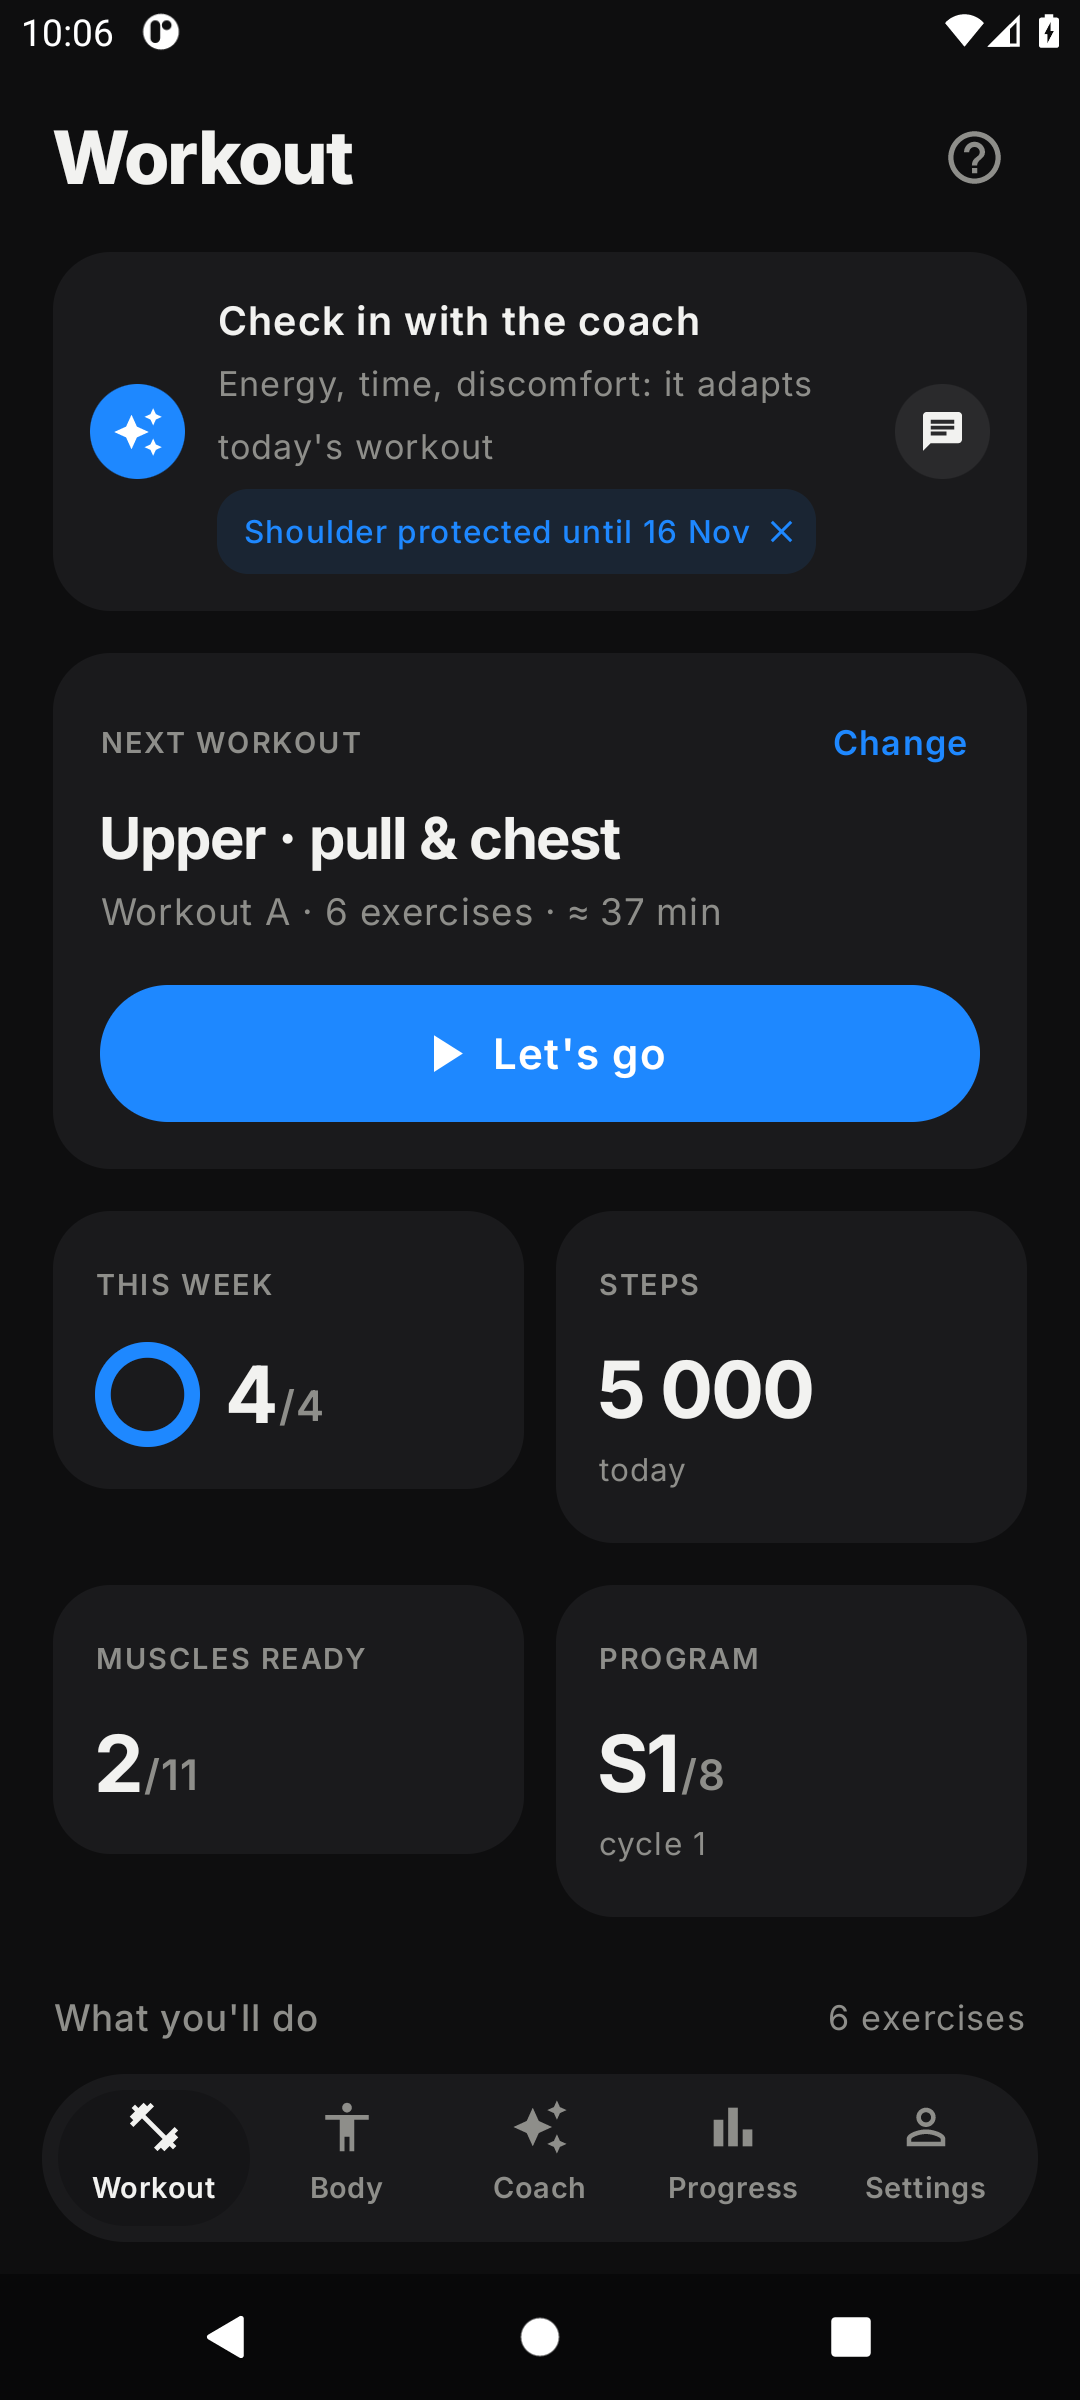 10:06
Workout
Check in with the coach
Energy, time, discomfort: it adapts
today's workout
Shoulder protected until 16 Nov
NEXT WORKOUT
Change
Upper · pull & chest
Workout A · 6 exercises · ≈ 37 min
Let's go
THIS WEEK
4/4
STEPS
5 000
today
MUSCLES READY
2/11
PROGRAM
S1/8
cycle 1
What you'll do
6 exercises
Workout
Body
Coach
Progress
Settings